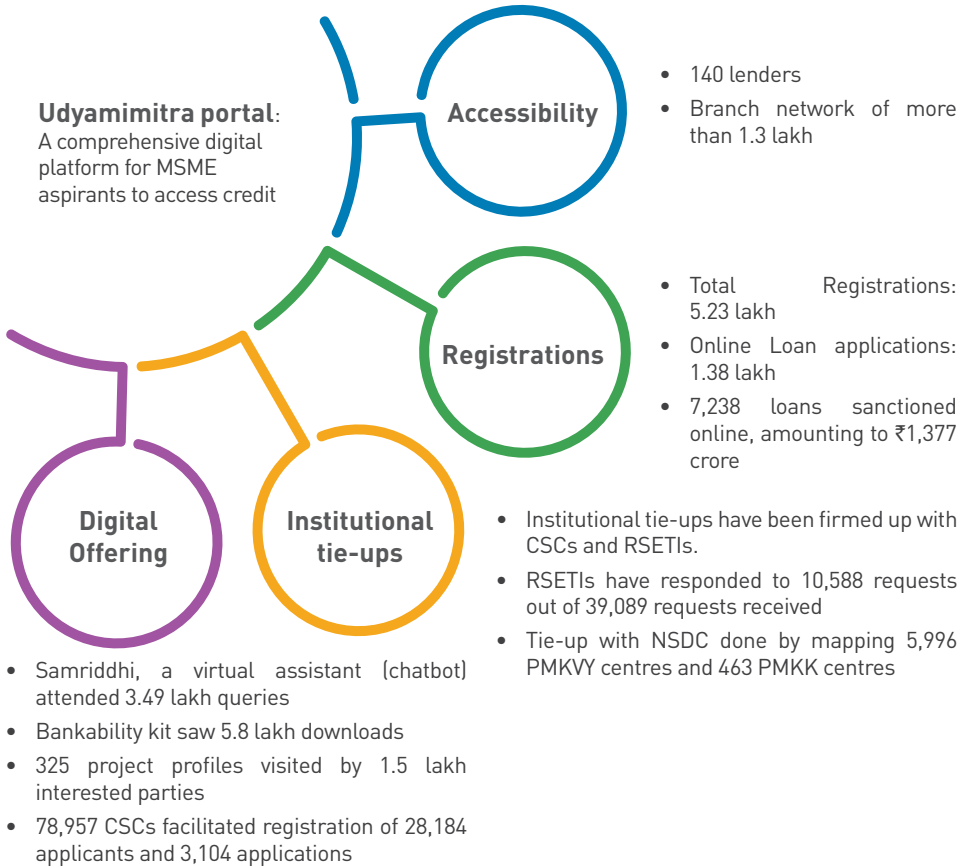 Udyamimitra portal:
A comprehensive digital
platform for MSME
aspirants to access credit
Accessibility
• 140 lenders
• Branch network of more
than 1.3 lakh
Registrations
• Total Registrations:
5.23 lakh
• Online Loan applications:
1.38 lakh
• 7,238 loans sanctioned
online, amounting to ₹1,377
crore
Institutional
tie-ups
• Institutional tie-ups have been firmed up with
CSCs and RSETIs.
• RSETIs have responded to 10,588 requests
out of 39,089 requests received
• Tie-up with NSDC done by mapping 5,996
PMKVY centres and 463 PMKK centres
Digital
Offering
• Samriddhi, a virtual assistant (chatbot)
attended 3.49 lakh queries
• Bankability kit saw 5.8 lakh downloads
• 325 project profiles visited by 1.5 lakh
interested parties
• 78,957 CSCs facilitated registration of 28,184
applicants and 3,104 applications